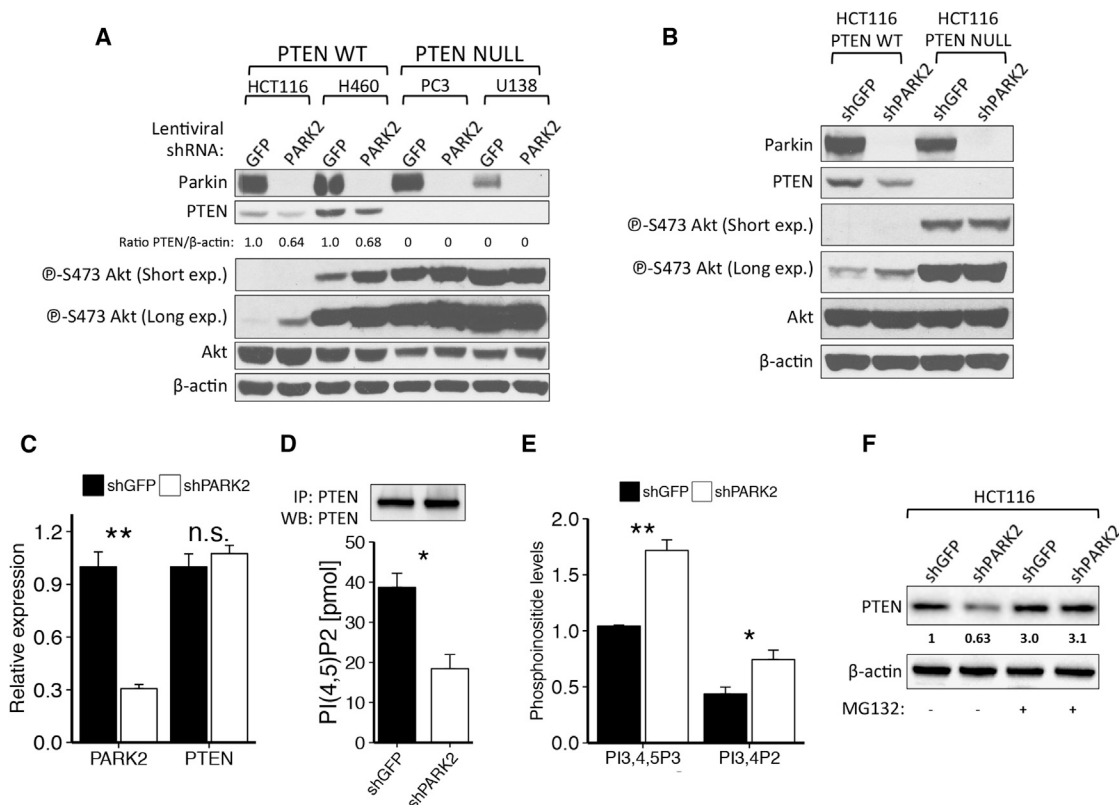 A
PTEN WT PTEN NULL
HCT116 H460 PC3 U138
Lentiviral
shRNA:
GFP PARK2 GFP PARK2 GFP PARK2 GFP PARK2
Parkin
PTEN
Ratio PTEN/β-actin: 1.0 0.64 1.0 0.68 0 0 0 0
℗-S473 Akt (Short exp.)
℗-S473 Akt (Long exp.)
Akt
β-actin
B
HCT116 HCT116
PTEN WT PTEN NULL
shGFP shPARK2 shGFP shPARK2
Parkin
PTEN
℗-S473 Akt (Short exp.)
℗-S473 Akt (Long exp.)
Akt
β-actin
C
shGFP shPARK2
Relative expression
1.2
0.9
0.6
0.3
0.0
** n.s.
PARK2 PTEN
D
IP: PTEN
WB: PTEN
PI(4,5)P2 [pmol]
50
40
30
20
10
0
*
shGFP shPARK2
E
shGFP shPARK2
Phosphoinositide levels
2.0
1.5
1.0
0.5
0.0
**
*
PI3,4,5P3 PI3,4P2
F
HCT116
shGFP shPARK2 shGFP shPARK2
PTEN
1 0.63 3.0 3.1
β-actin
MG132: - - + +